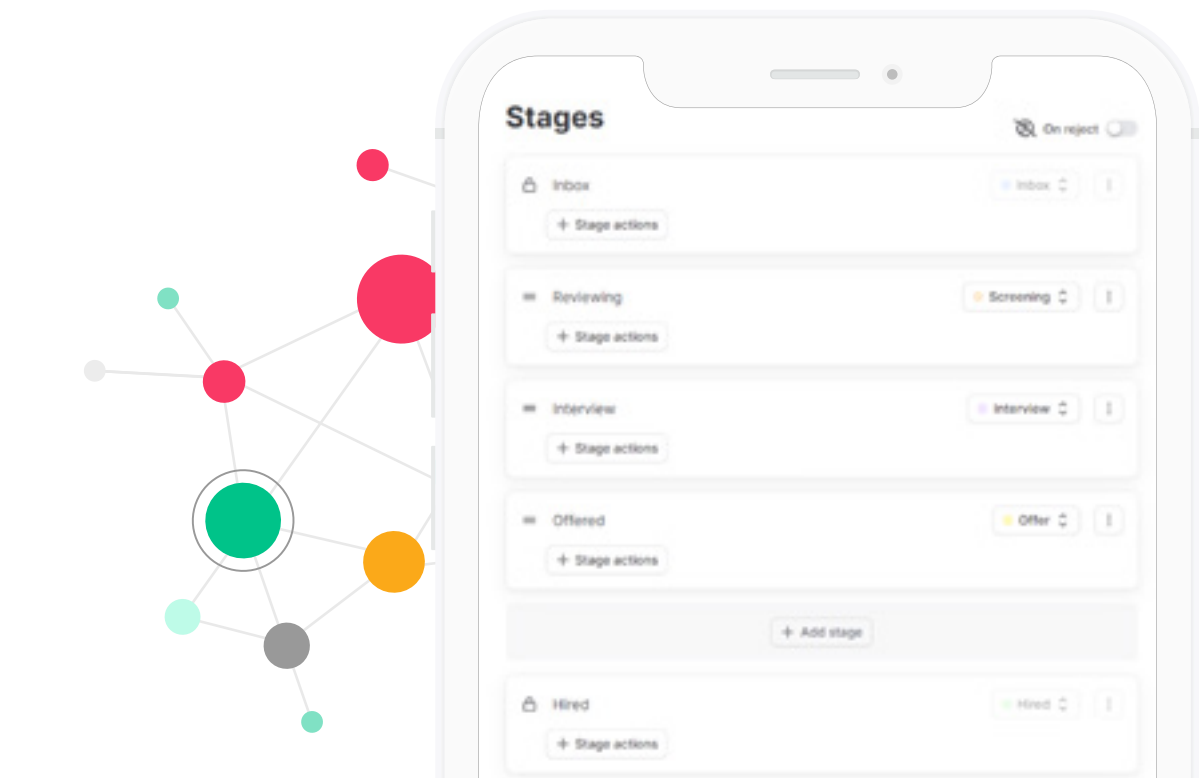 Stages
On reject
Inbox
Inbox
+ Stage actions
Reviewing
Screening
+ Stage actions
Interview
Interview
+ Stage actions
Offered
Offer
+ Stage actions
+ Add stage
Hired
Hired
+ Stage actions